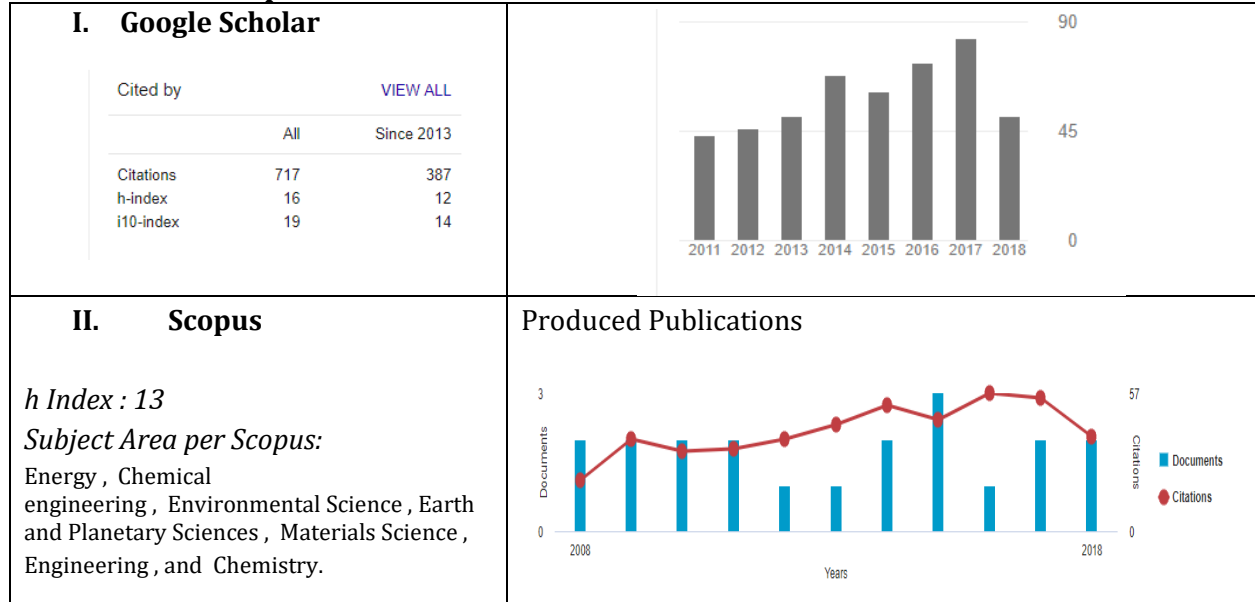 I. Google Scholar
Cited by VIEW ALL
All Since 2013
Citations 717 387
h-index 16 12
i10-index 19 14
90
45
0
2011 2012 2013 2014 2015 2016 2017 2018
II. Scopus
h Index : 13
Subject Area per Scopus:
Energy , Chemical
engineering , Environmental Science , Earth
and Planetary Sciences , Materials Science ,
Engineering , and Chemistry.
Produced Publications
3
57
Documents
Citations
Documents
Citations
0
0
2008
2018
Years